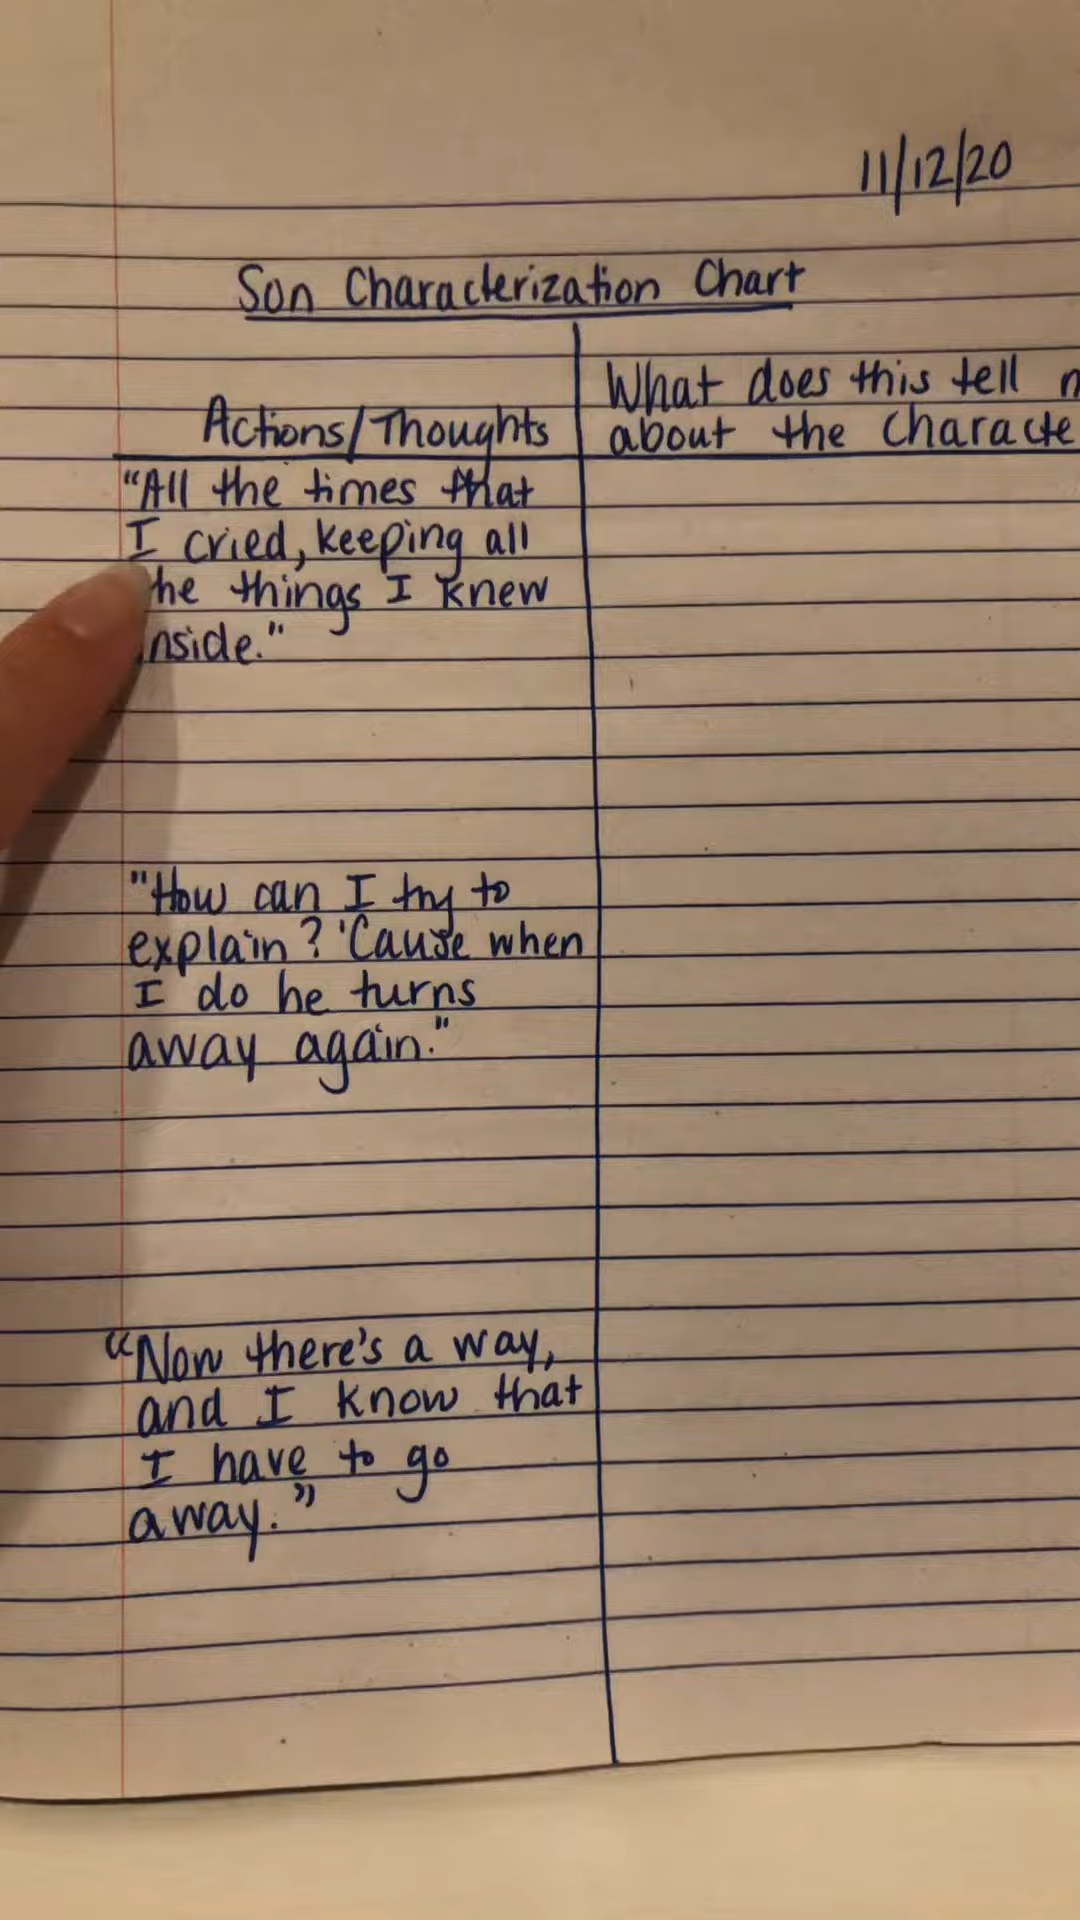 11/12/20
Son Characterization Chart
What does this tell
Actions/Thoughts about the characte
"All the times that
I cried, keeping all
he things I knew
nside."
"How can I try to
explain? 'Cause when
I do he turns
away again."
"Now there's a way,
and I know that
I have to go
away."